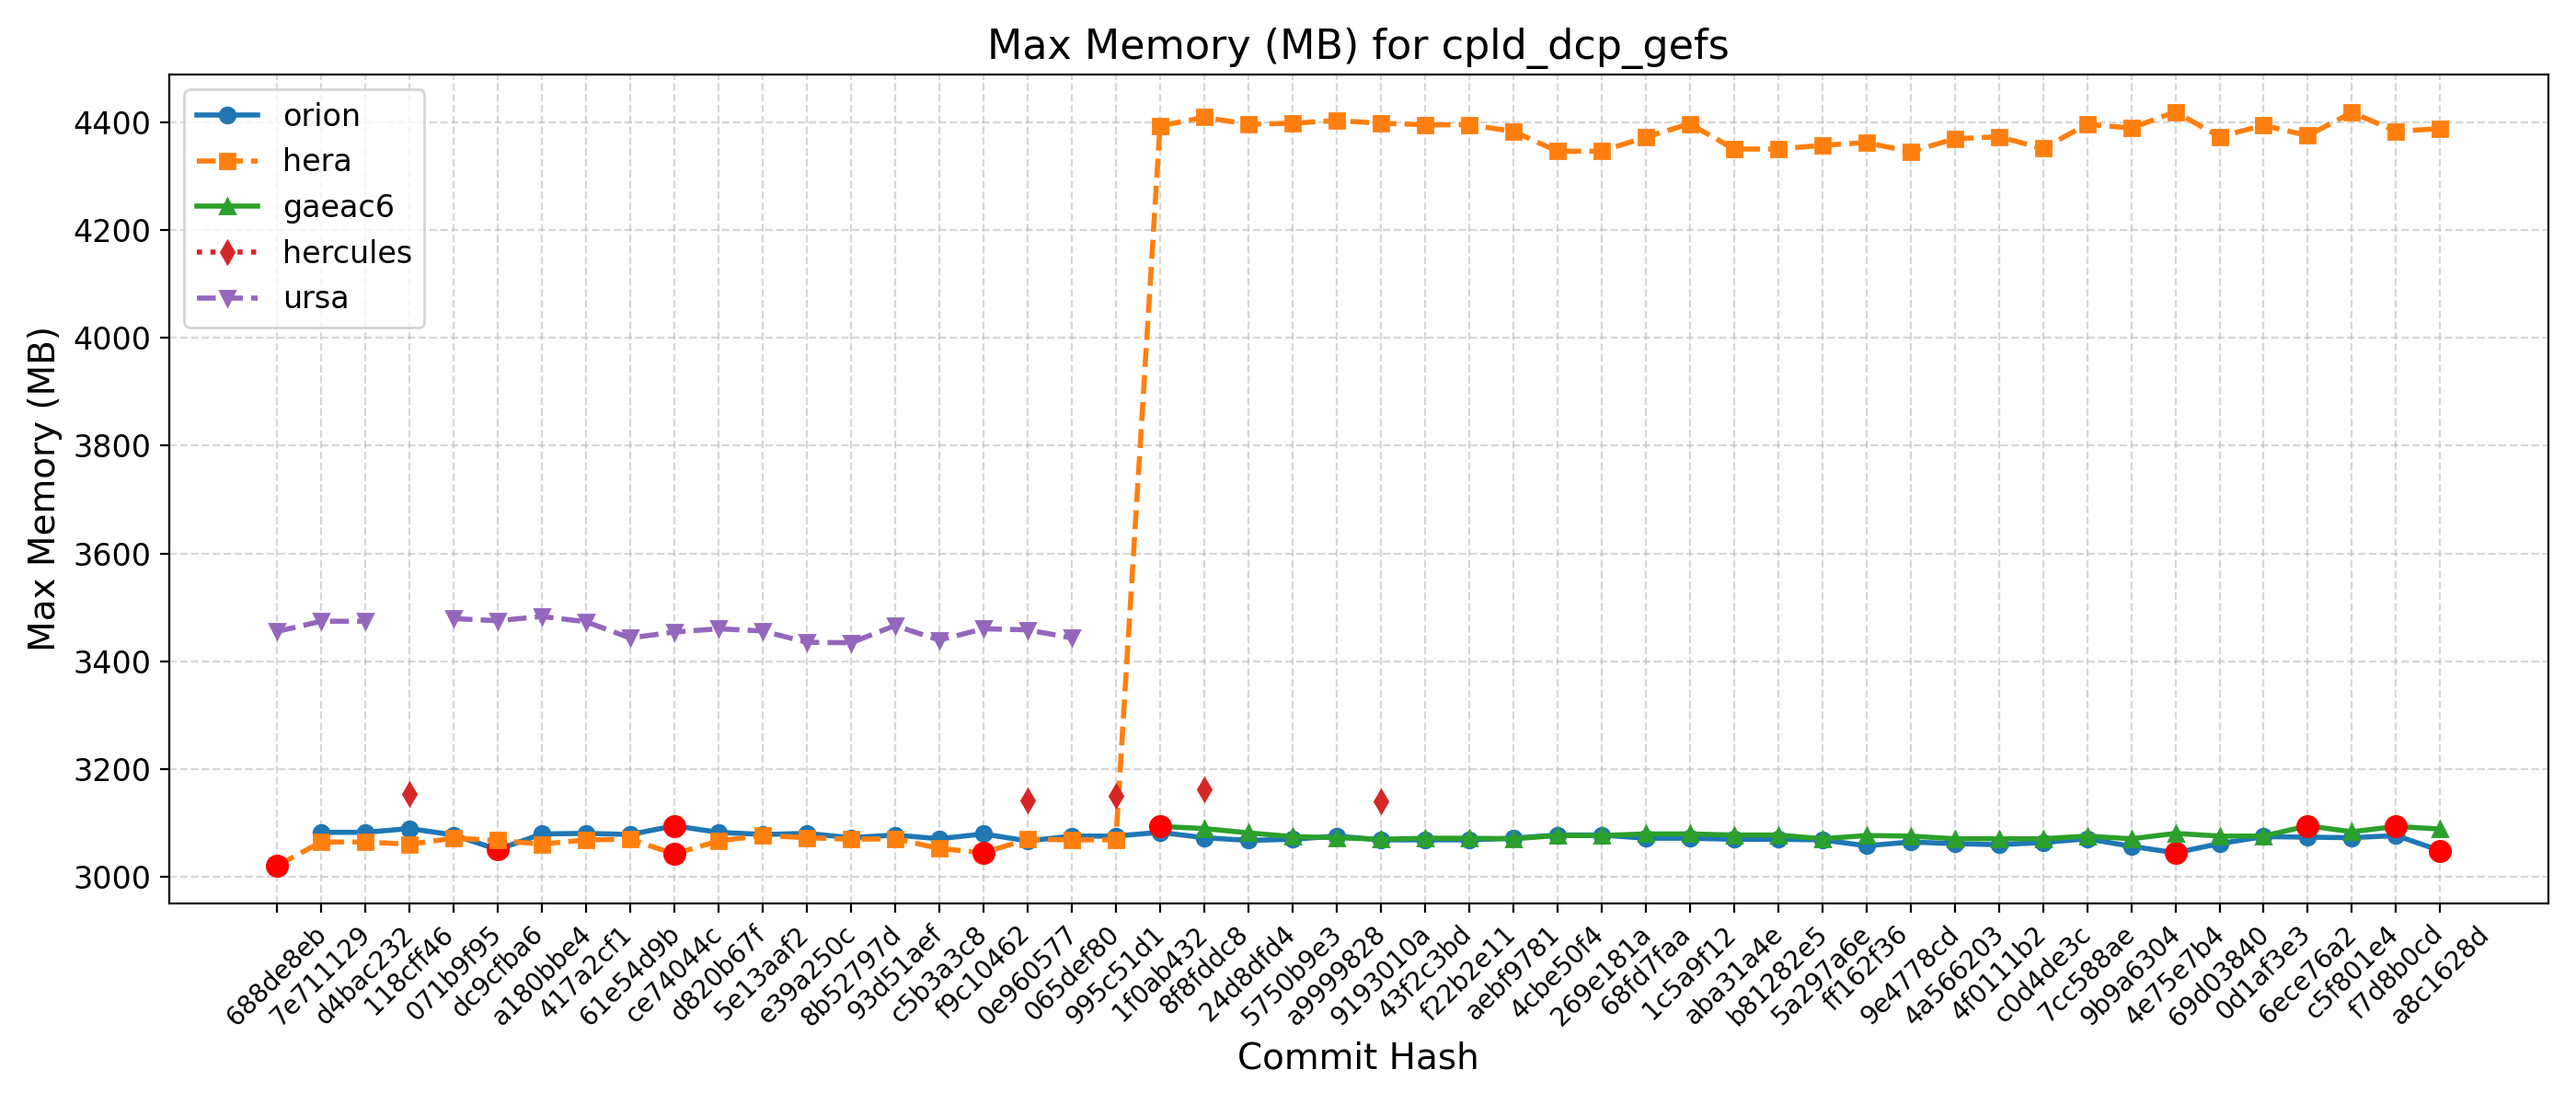 Max Memory (MB) for cpld_dcp_gefs
orion
hera
gaeac6
hercules
ursa
Max Memory (MB)
4400
4200
4000
3800
3600
3400
3200
3000
688de8eb
7e711129
d4bac232
118cff46
071b9f95
dc9cfba6
a180bbe4
417a2cf1
61e54d9b
ce74044c
d820b67f
5e13aaf2
e39a250c
8b52797d
93d51aef
c5b3a3c8
f9c10462
0e960577
065def80
995c51d1
1f0ab432
8f8fddc8
24d8dfd4
5750b9e3
a9999828
9193010a
43f2c3bd
f22b2e11
aebf9781
4cbe50f4
269e181a
68fd7faa
1c5a9f12
aba31a4e
b81282e5
5a297a6e
ff162f36
9e4778cd
4a566203
4f0111b2
c0d4de3c
7cc588ae
9b9a6304
4e75e7b4
69d03840
0d1af3e3
6ece76a2
c5f801e4
f7d8b0cd
a8c1628d
Commit Hash